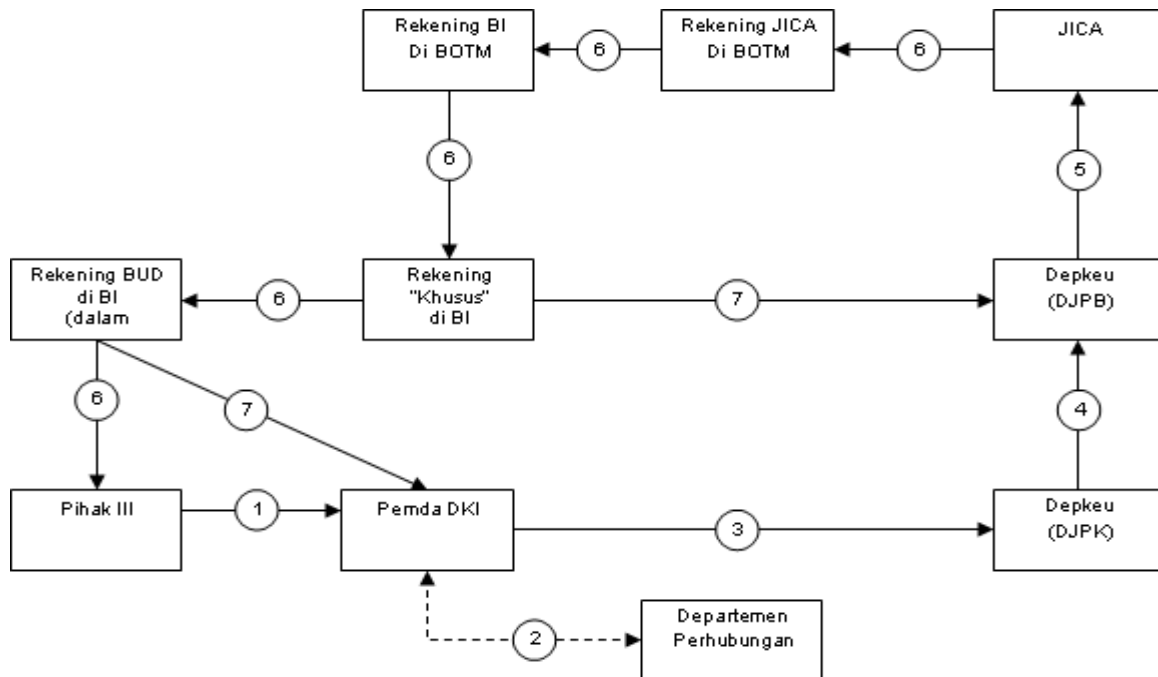 Rekening BI
Di BOTM
6
Rekening JICA
Di BOTM
6
JICA
6
5
Rekening BUD
di BI
(dalam
6
Rekening
"Khusus"
di BI
7
Depkeu
(DJPB)
6
7
4
Pihak III
1
Pemda DKI
3
Depkeu
(DJPK)
2
Departemen
Perhubungan